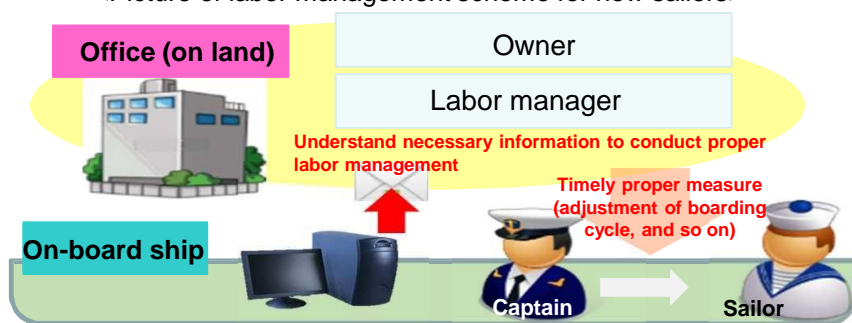 Office (on land)
Owner
Labor manager
Understand necessary information to conduct proper
labor management
Timely proper measure
(adjustment of boarding
cycle, and so on)
On-board ship
Captain
Sailor